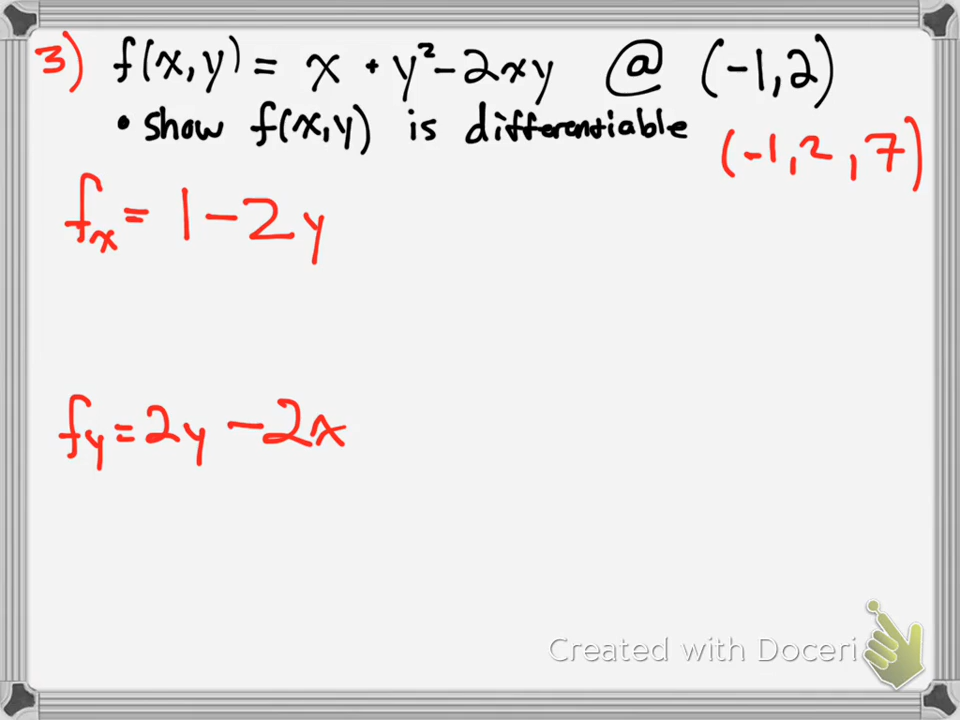 3) f(x,y) = x + y² - 2xy @ (-1,2)
• show f(x,y) is differentiable
(-1, 2, 7)
fₓ = 1 - 2y
f_y = 2y - 2x
Created with Doceri